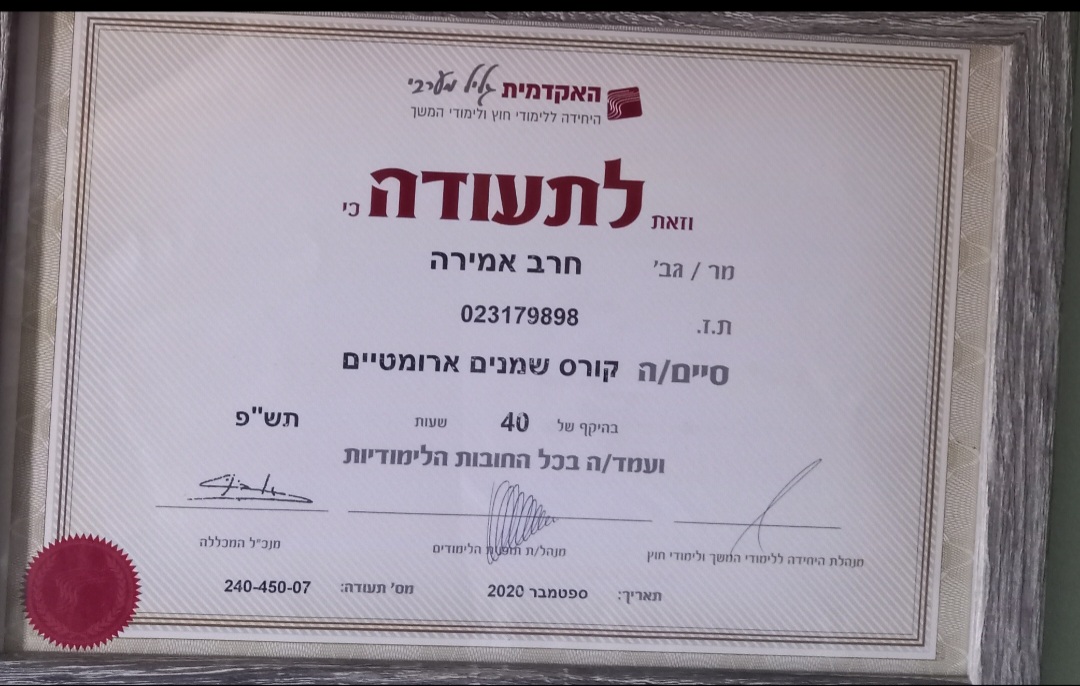 האקדמית גליל מערבי
היחידה ללימודי חוץ ולימודי המשך
וזאת לתעודה כי
מר / גב' חרב אמירה
ת.ז. 023179898
סיים/ה קורס שמנים ארומטיים
בהיקף של 40 שעות תש"פ
ועמד/ה בכל החובות הלימודיות
מנהלת היחידה ללימודי המשך ולימודי חוץ מנהל/ת תוכנית הלימודים מנכ"ל המכללה
תאריך: ספטמבר 2020 מס' תעודה: 240-450-07